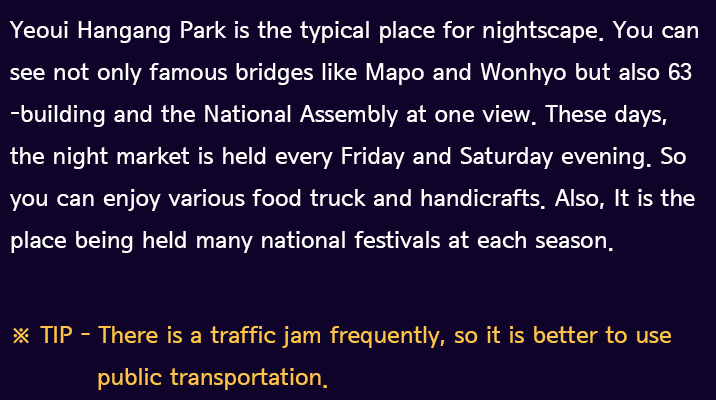 Yeoui Hangang Park is the typical place for nightscape. You can
see not only famous bridges like Mapo and Wonhyo but also 63
-building and the National Assembly at one view. These days,
the night market is held every Friday and Saturday evening. So
you can enjoy various food truck and handicrafts. Also, It is the
place being held many national festivals at each season.
※ TIP - There is a traffic jam frequently, so it is better to use
public transportation.